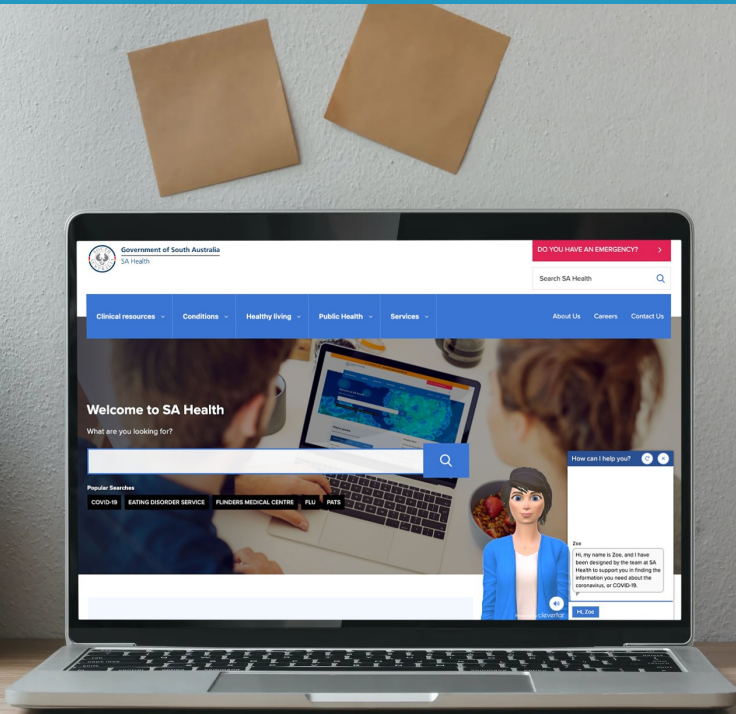 Government of South Australia
SA Health
DO YOU HAVE AN EMERGENCY?
Search SA Health
Clinical resources
Conditions
Healthy living
Public Health
Services
About Us
Careers
Contact Us
Welcome to SA Health
What are you looking for?
Popular Searches
COVID-19
EATING DISORDER SERVICE
FLINDERS MEDICAL CENTRE
FLU
PATS
How can I help you?
Zoe
Hi, my name is Zoe, and I have
been designed by the team at SA
Health to support you in finding the
information you need about the
coronavirus, or COVID-19.
Hi, Zoe
clevertar